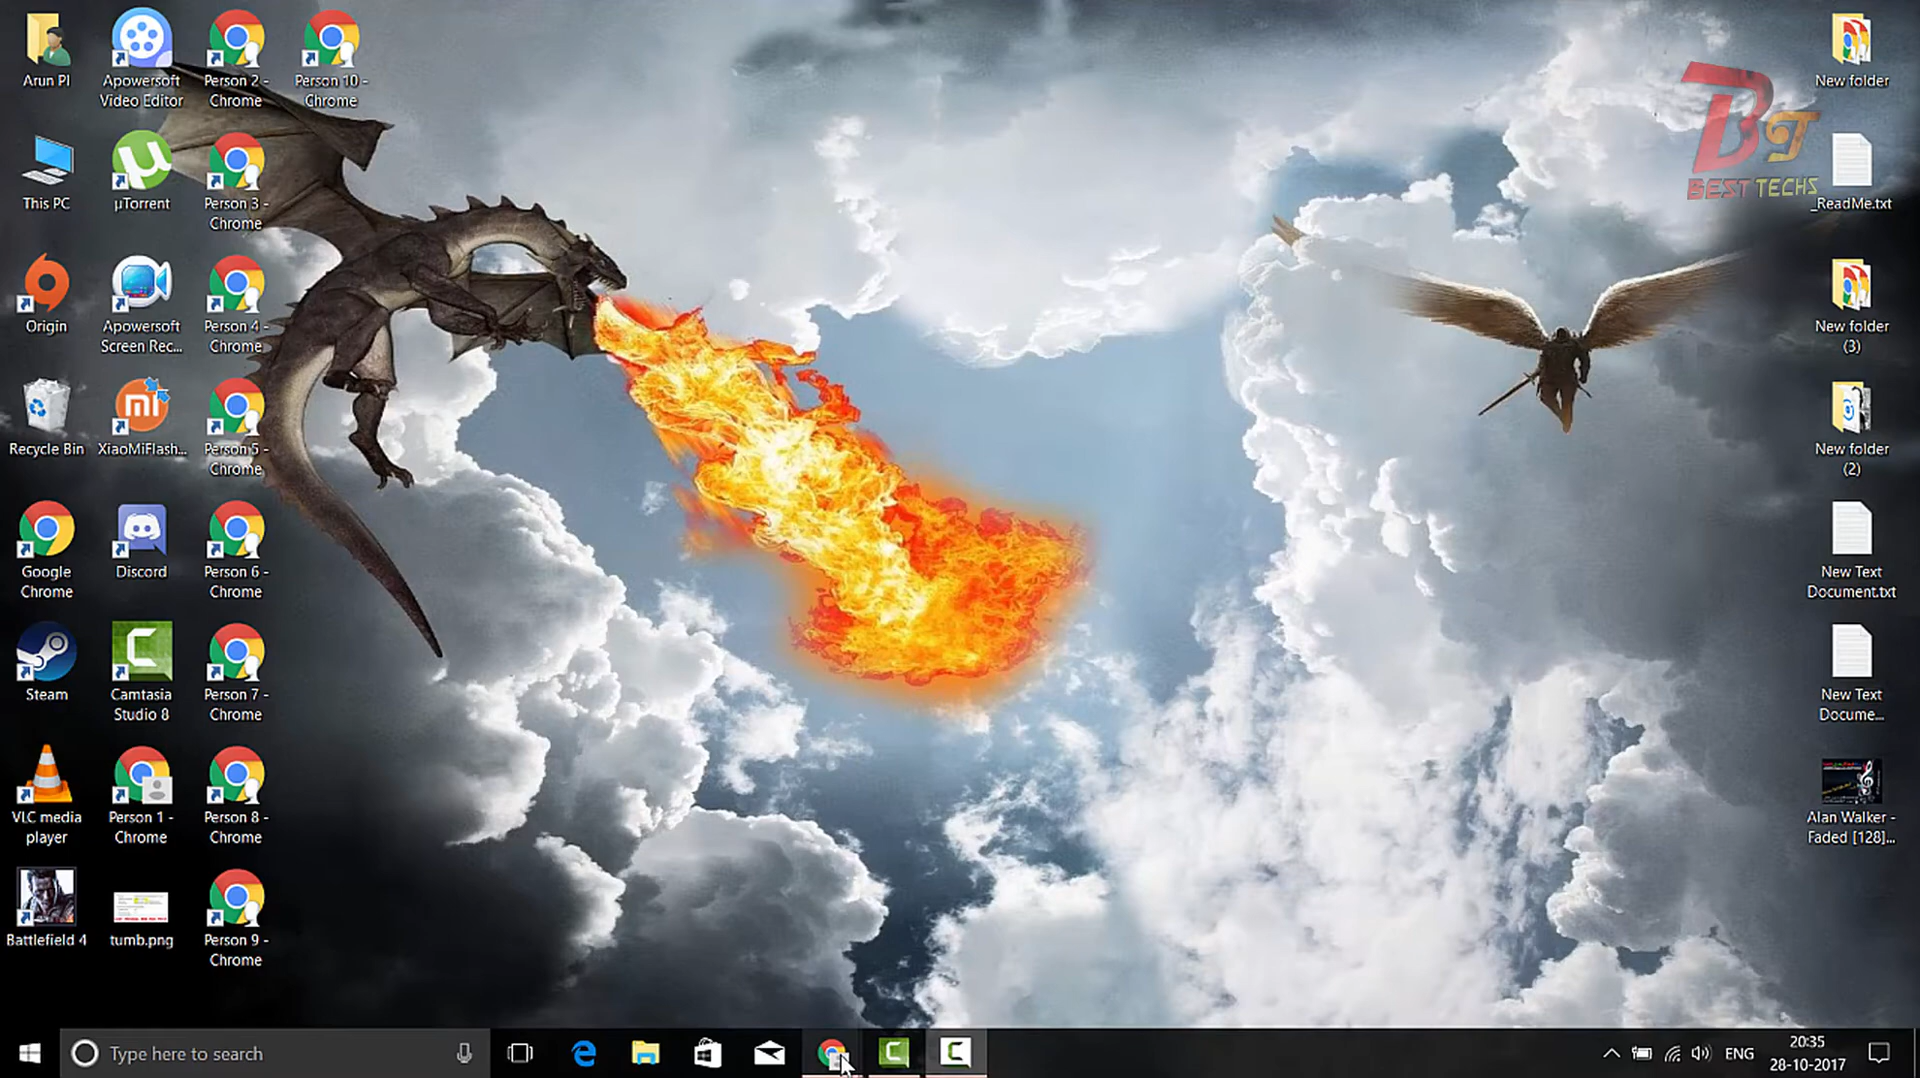 Arun PI
Apowersoft
Video Editor
Person 2 -
Chrome
Person 10 -
Chrome
New folder
BEST TECHS
This PC
µTorrent
Person 3 -
Chrome
_ReadMe.txt
Origin
Apowersoft
Screen Rec...
Person 4 -
Chrome
New folder
(3)
Recycle Bin
XiaoMiFlash...
Person 5 -
Chrome
New folder
(2)
Google
Chrome
Discord
Person 6 -
Chrome
New Text
Document.txt
Steam
Camtasia
Studio 8
Person 7 -
Chrome
New Text
Docume...
VLC media
player
Person 1 -
Chrome
Person 8 -
Chrome
Alan Walker -
Faded [128]...
Battlefield 4
tumb.png
Person 9 -
Chrome
Type here to search
ENG
20:35
28-10-2017